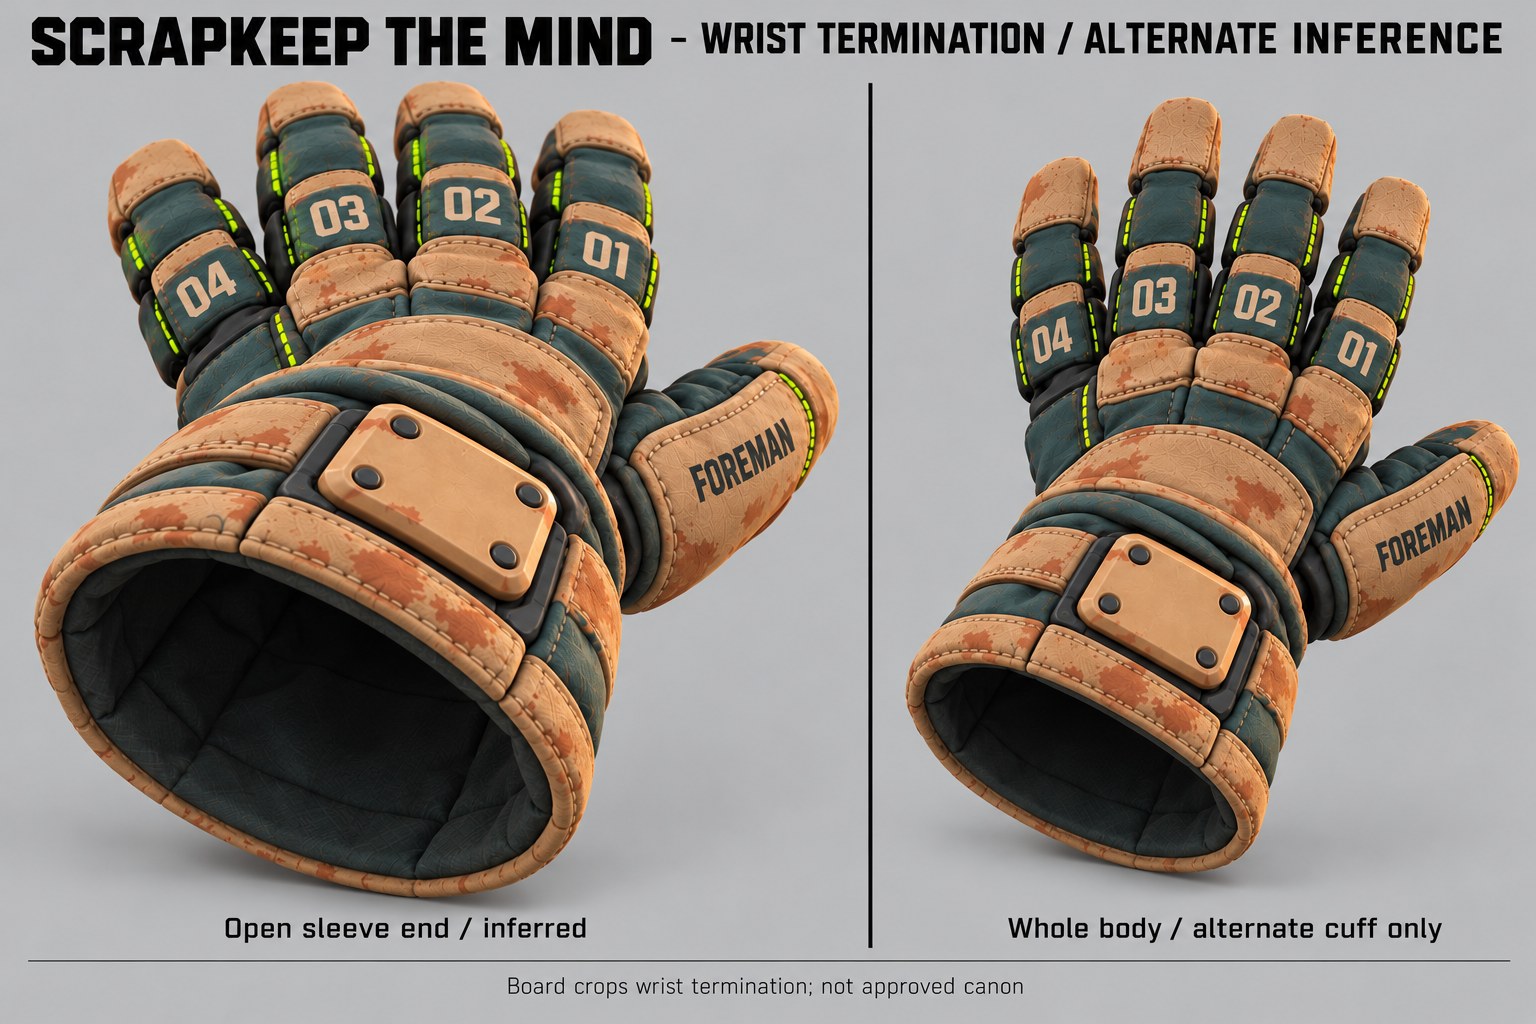 SCRAPKEEP THE MIND – WRIST TERMINATION / ALTERNATE INFERENCE
04
03
02
01
FOREMAN
04
03
02
01
FOREMAN
Open sleeve end / inferred
Whole body / alternate cuff only
Board crops wrist termination; not approved canon